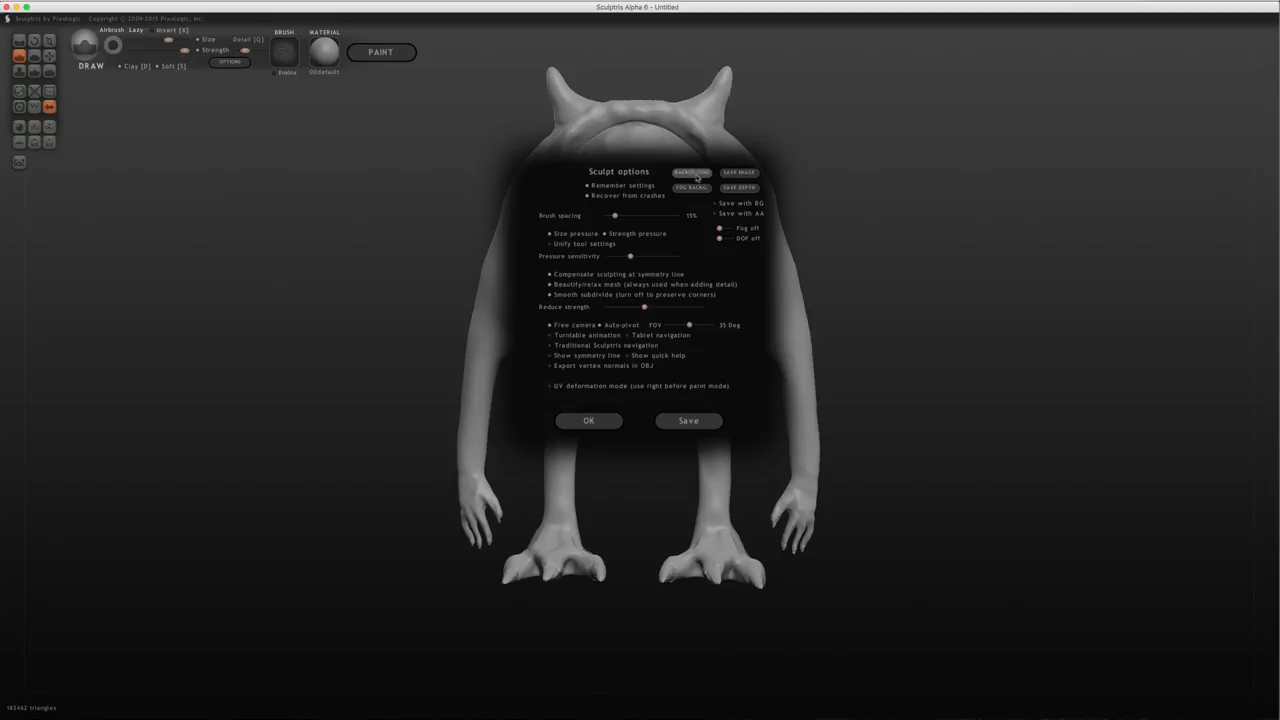 Sculptris Alpha 6 - Untitled
Sculptris by Pixologic Copyright (c)2009-2015 Pixologic, Inc.
Airbrush Lazy Invert [X]
Size Detail [Q]
Strength
DRAW
Clay [D] Soft [S]
OPTIONS
BRUSH
Enable
MATERIAL
00default
PAINT
Sculpt options
BACKGROUND SAVE IMAGE
Remember settings
FOG BACKG. SAVE DEPTH
Recover from crashes
Save with BG
Save with AA
Brush spacing 15%
Fog off
Size pressure Strength pressure
DOF off
Unify tool settings
Pressure sensitivity
Compensate sculpting at symmetry line
Beautify/relax mesh (always used when adding detail)
Smooth subdivide (turn off to preserve corners)
Reduce strength
Free camera Auto-pivot FOV 35 Deg
Turntable animation Tablet navigation
Traditional Sculptris navigation
Show symmetry line Show quick help
Export vertex normals in OBJ
UV deformation mode (use right before paint mode)
OK Save
183462 triangles